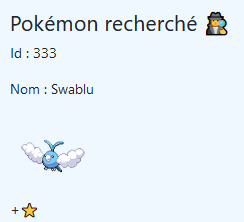 Pokémon recherché 🕵️
Id : 333
Nom : Swablu
+⭐